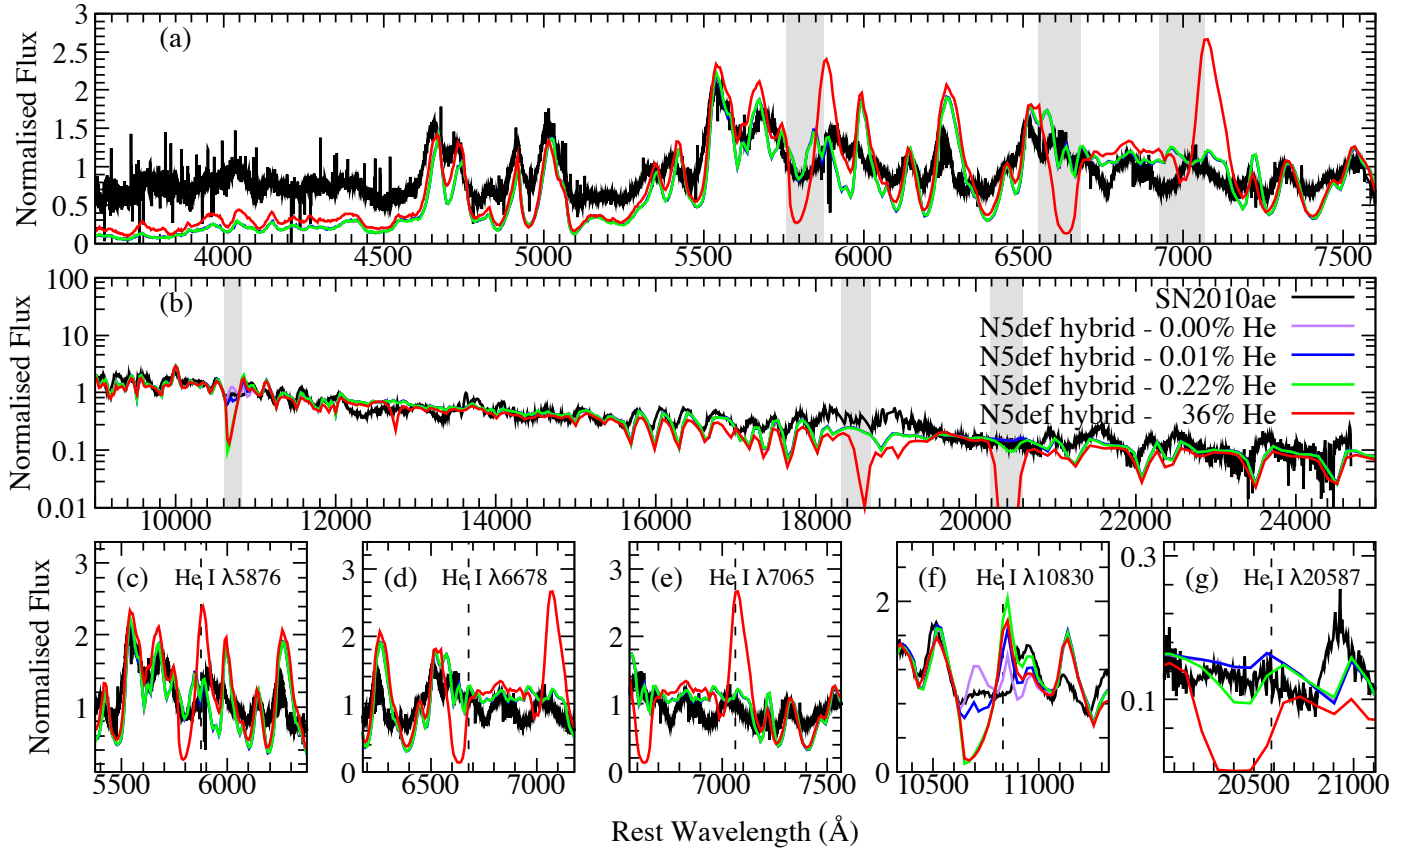 (a)
Normalised Flux
3
2.5
2
1.5
1
0.5
0
4000 4500 5000 5500 6000 6500 7000 7500
(b)
Normalised Flux
100
10
1
0.1
0.01
SN2010ae
N5def hybrid - 0.00% He
N5def hybrid - 0.01% He
N5def hybrid - 0.22% He
N5def hybrid - 36% He
10000 12000 14000 16000 18000 20000 22000 24000
Normalised Flux
(c) He I λ5876
3
2
1
0
5500 6000
(d) He I λ6678
3
2
1
0
6500 7000
(e) He I λ7065
3
2
1
0
7000 7500
(f) He I λ10830
2
0
10500 11000
(g) He I λ20587
0.3
0.1
20500 21000
Rest Wavelength (Å)